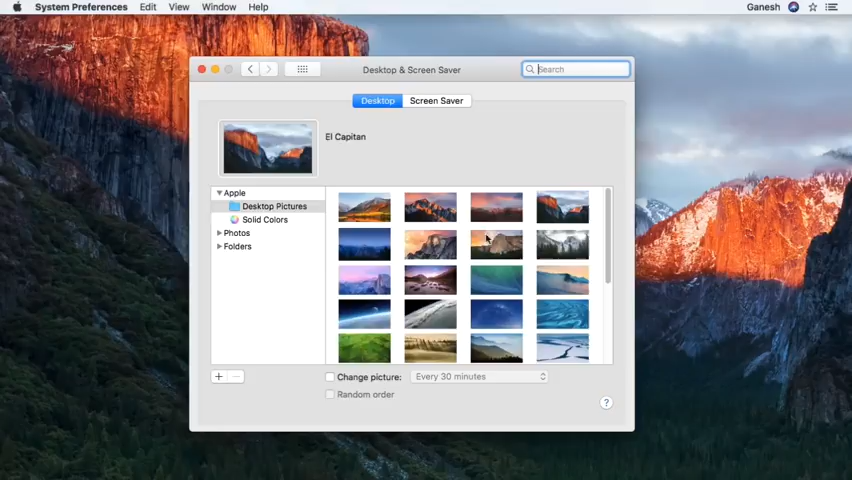 System Preferences Edit View Window Help Ganesh
Desktop & Screen Saver Search
Desktop Screen Saver
El Capitan
Apple
Desktop Pictures
Solid Colors
Photos
Folders
+ − Change picture: Every 30 minutes
Random order ?